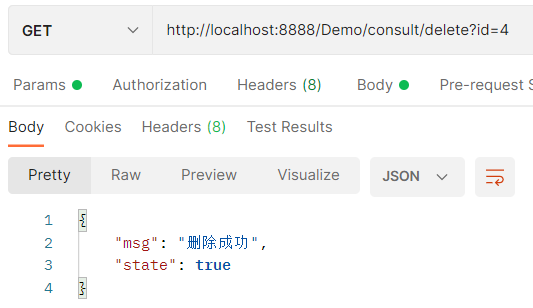 GET http://localhost:8888/Demo/consult/delete?id=4
Params Authorization Headers (8) Body Pre-request S
Body Cookies Headers (8) Test Results
Pretty Raw Preview Visualize JSON
1 {
2 "msg": "删除成功",
3 "state": true
4 }